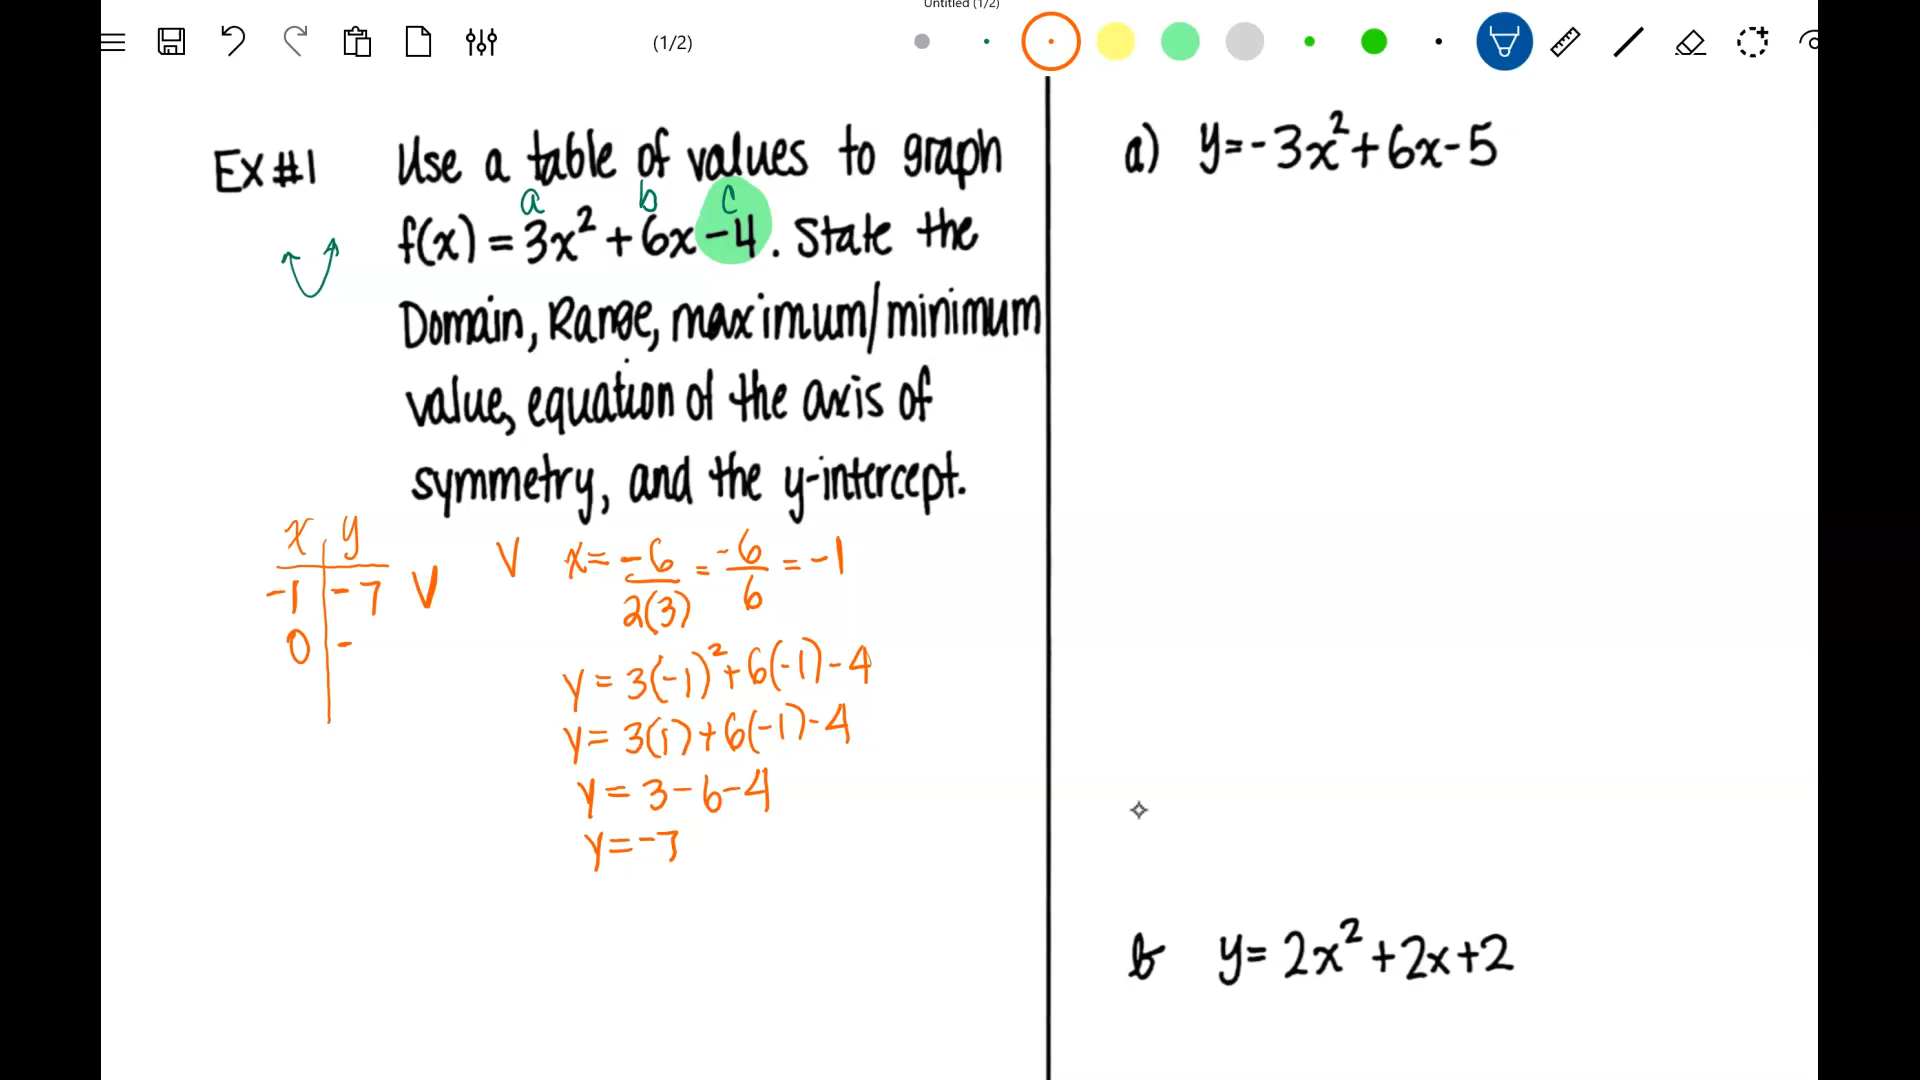 Untitled (1/2)
(1/2)
Ex #1 Use a table of values to graph
a b c
f(x) = 3x² + 6x - 4. State the
Domain, Range, maximum/minimum
value, equation of the axis of
symmetry, and the y-intercept.
x y
-1 -7 V
0 -
V x = -6/2(3) = -6/6 = -1
y = 3(-1)² + 6(-1) - 4
y = 3(1) + 6(-1) - 4
y = 3 - 6 - 4
y = -7
a) y = -3x² + 6x - 5
b y = 2x² + 2x + 2